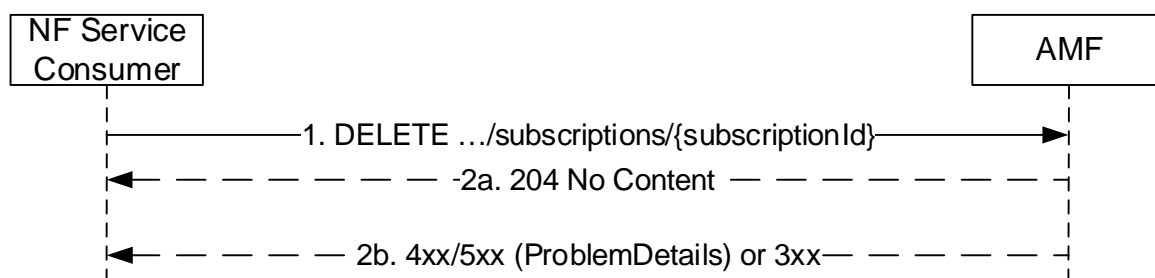 NF Service
Consumer
AMF
1. DELETE …/subscriptions/{subscriptionId}
2a. 204 No Content
2b. 4xx/5xx (ProblemDetails) or 3xx